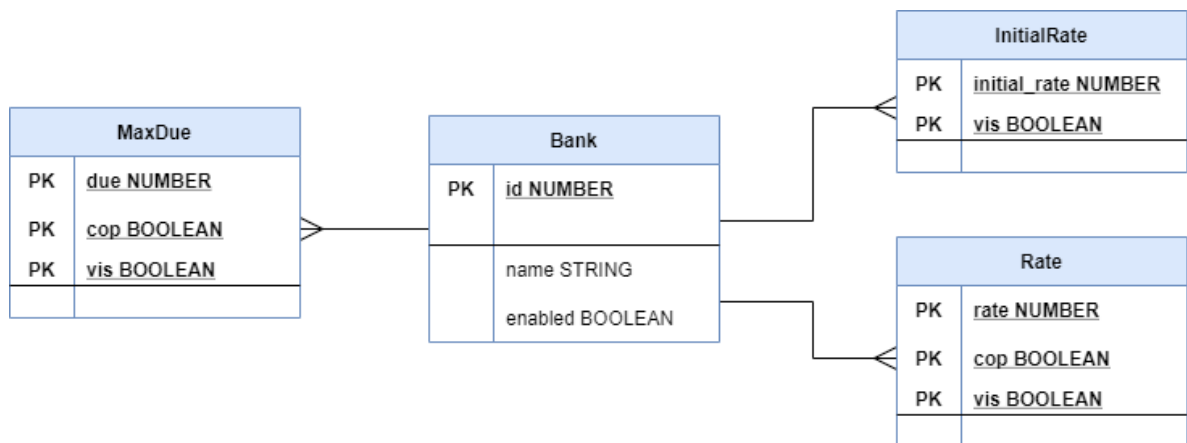 MaxDue
PK due NUMBER
PK cop BOOLEAN
PK vis BOOLEAN
Bank
PK id NUMBER
name STRING
enabled BOOLEAN
InitialRate
PK initial_rate NUMBER
PK vis BOOLEAN
Rate
PK rate NUMBER
PK cop BOOLEAN
PK vis BOOLEAN